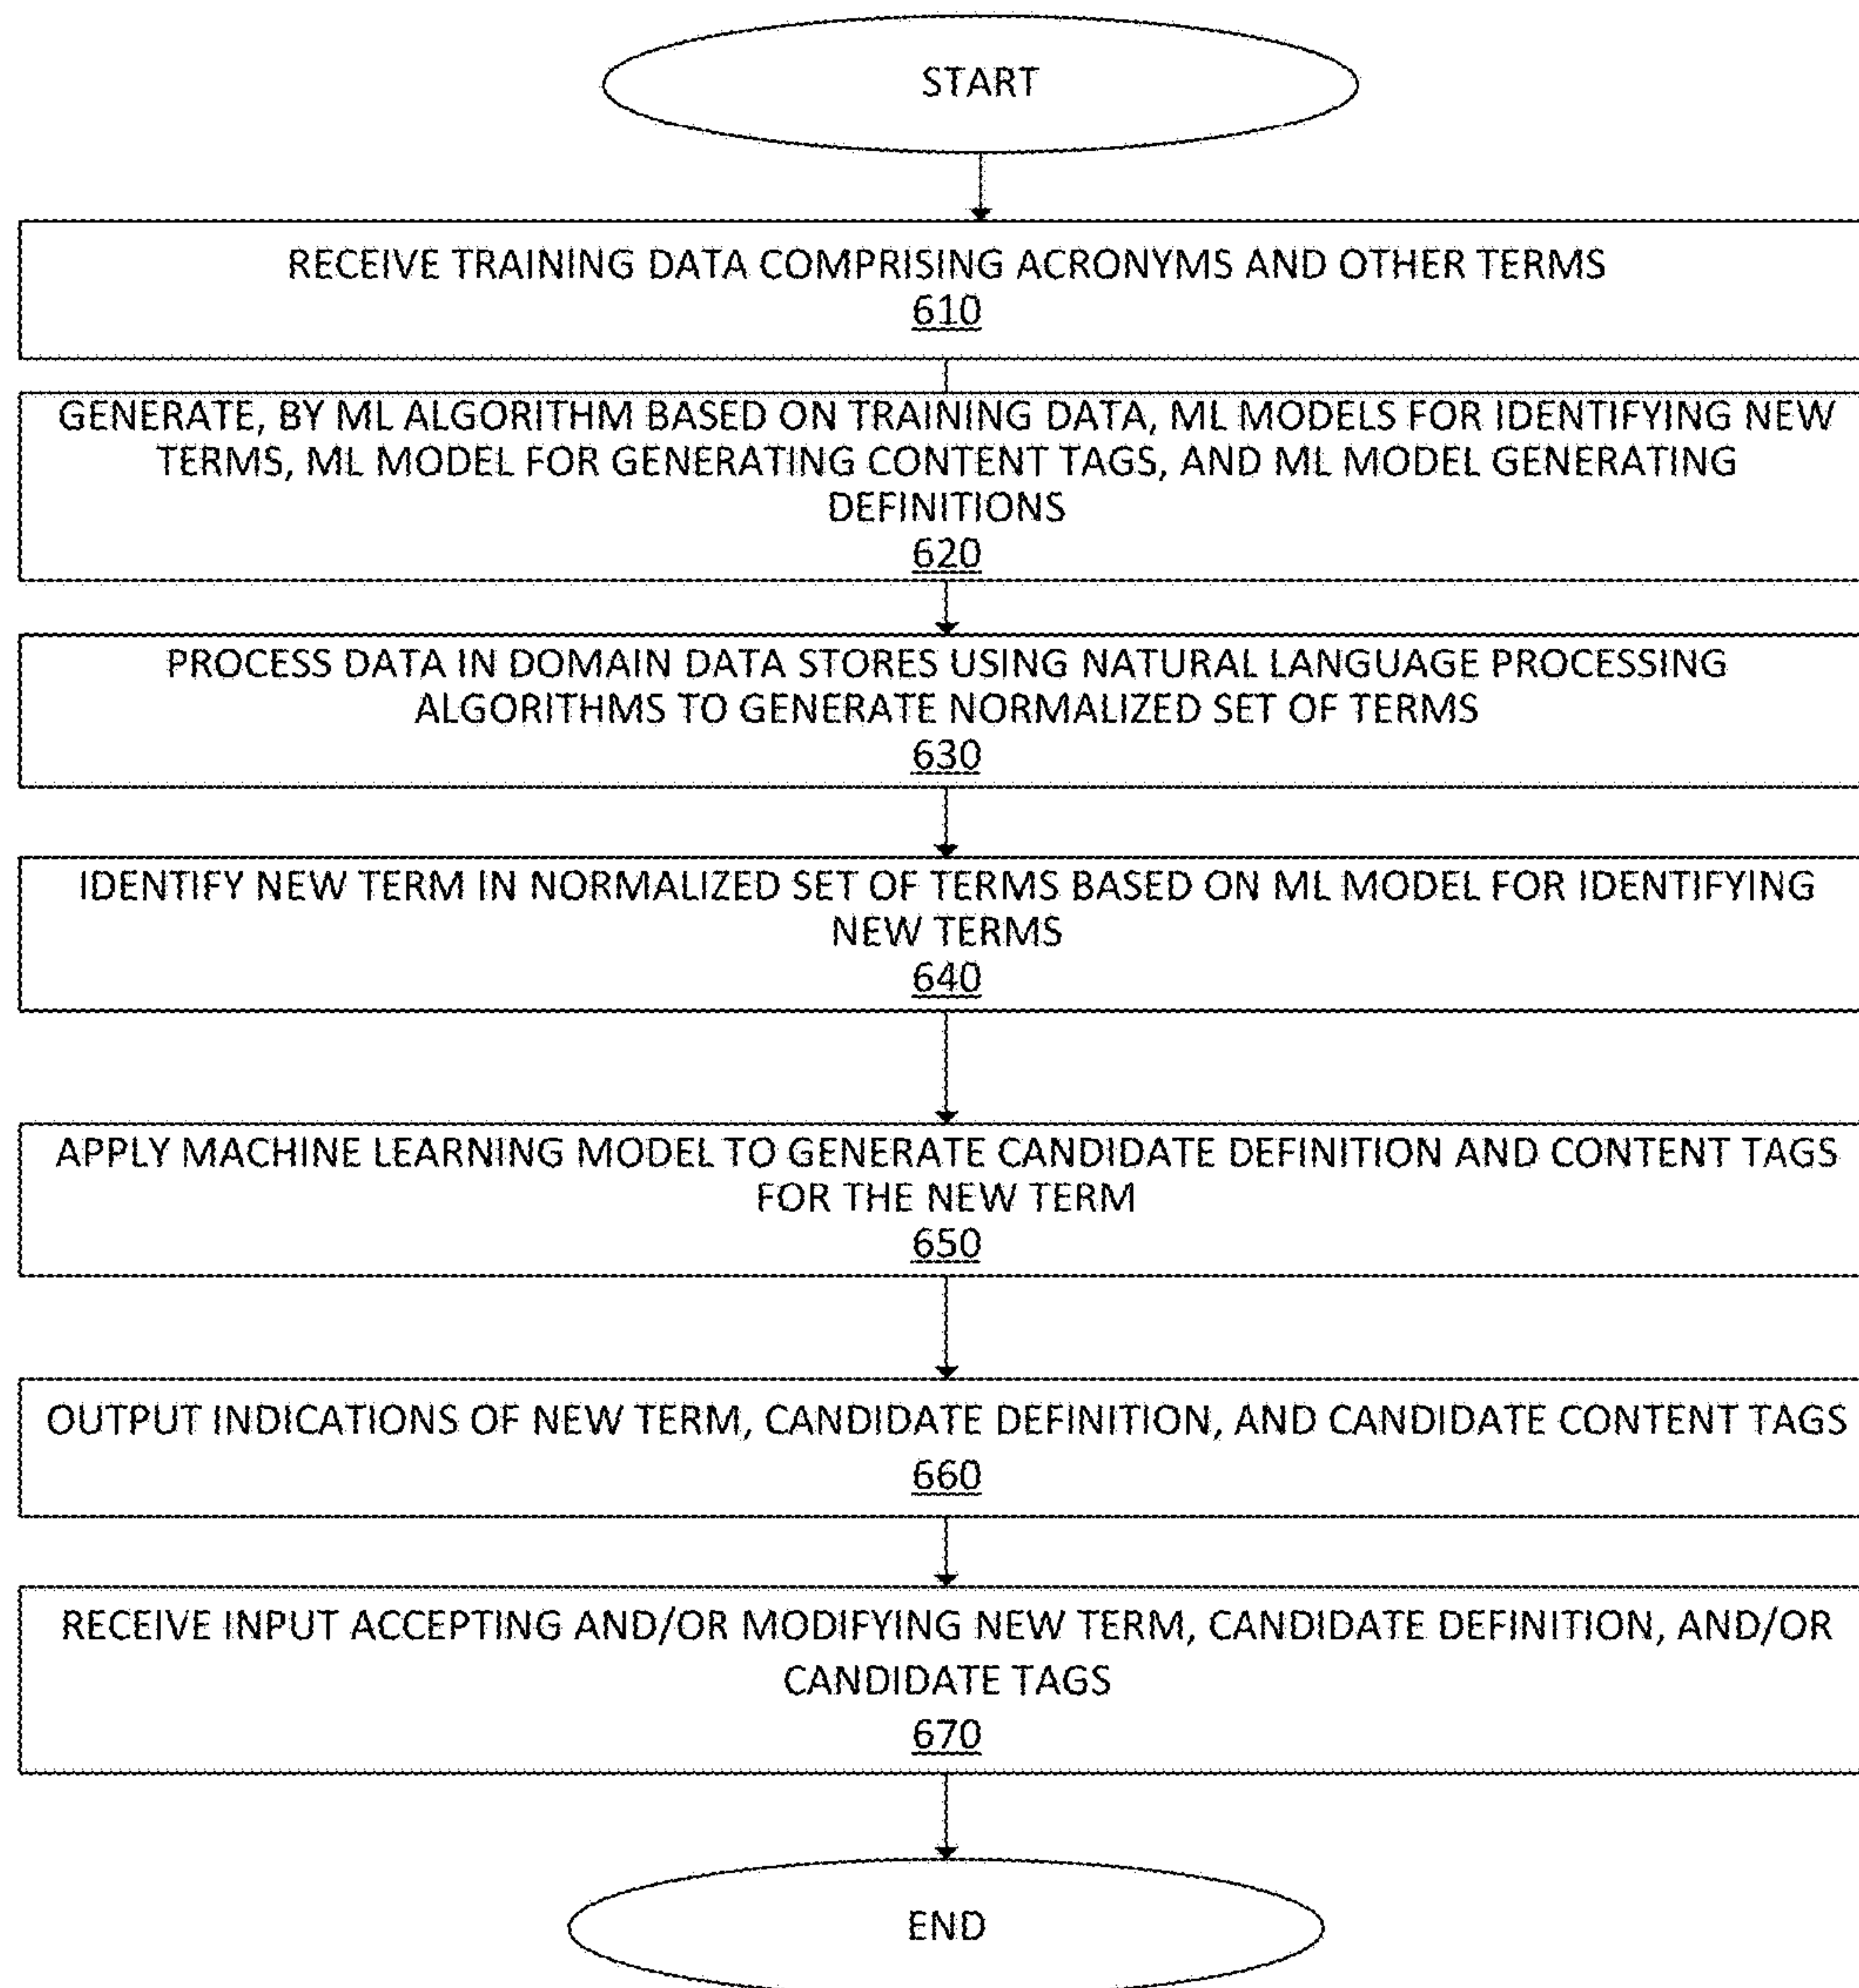 START
RECEIVE TRAINING DATA COMPRISING ACRONYMS AND OTHER TERMS
610
GENERATE, BY ML ALGORITHM BASED ON TRAINING DATA, ML MODELS FOR IDENTIFYING NEW
TERMS, ML MODEL FOR GENERATING CONTENT TAGS, AND ML MODEL GENERATING
DEFINITIONS
620
PROCESS DATA IN DOMAIN DATA STORES USING NATURAL LANGUAGE PROCESSING
ALGORITHMS TO GENERATE NORMALIZED SET OF TERMS
630
IDENTIFY NEW TERM IN NORMALIZED SET OF TERMS BASED ON ML MODEL FOR IDENTIFYING
NEW TERMS
640
APPLY MACHINE LEARNING MODEL TO GENERATE CANDIDATE DEFINITION AND CONTENT TAGS
FOR THE NEW TERM
650
OUTPUT INDICATIONS OF NEW TERM, CANDIDATE DEFINITION, AND CANDIDATE CONTENT TAGS
660
RECEIVE INPUT ACCEPTING AND/OR MODIFYING NEW TERM, CANDIDATE DEFINITION, AND/OR
CANDIDATE TAGS
670
END